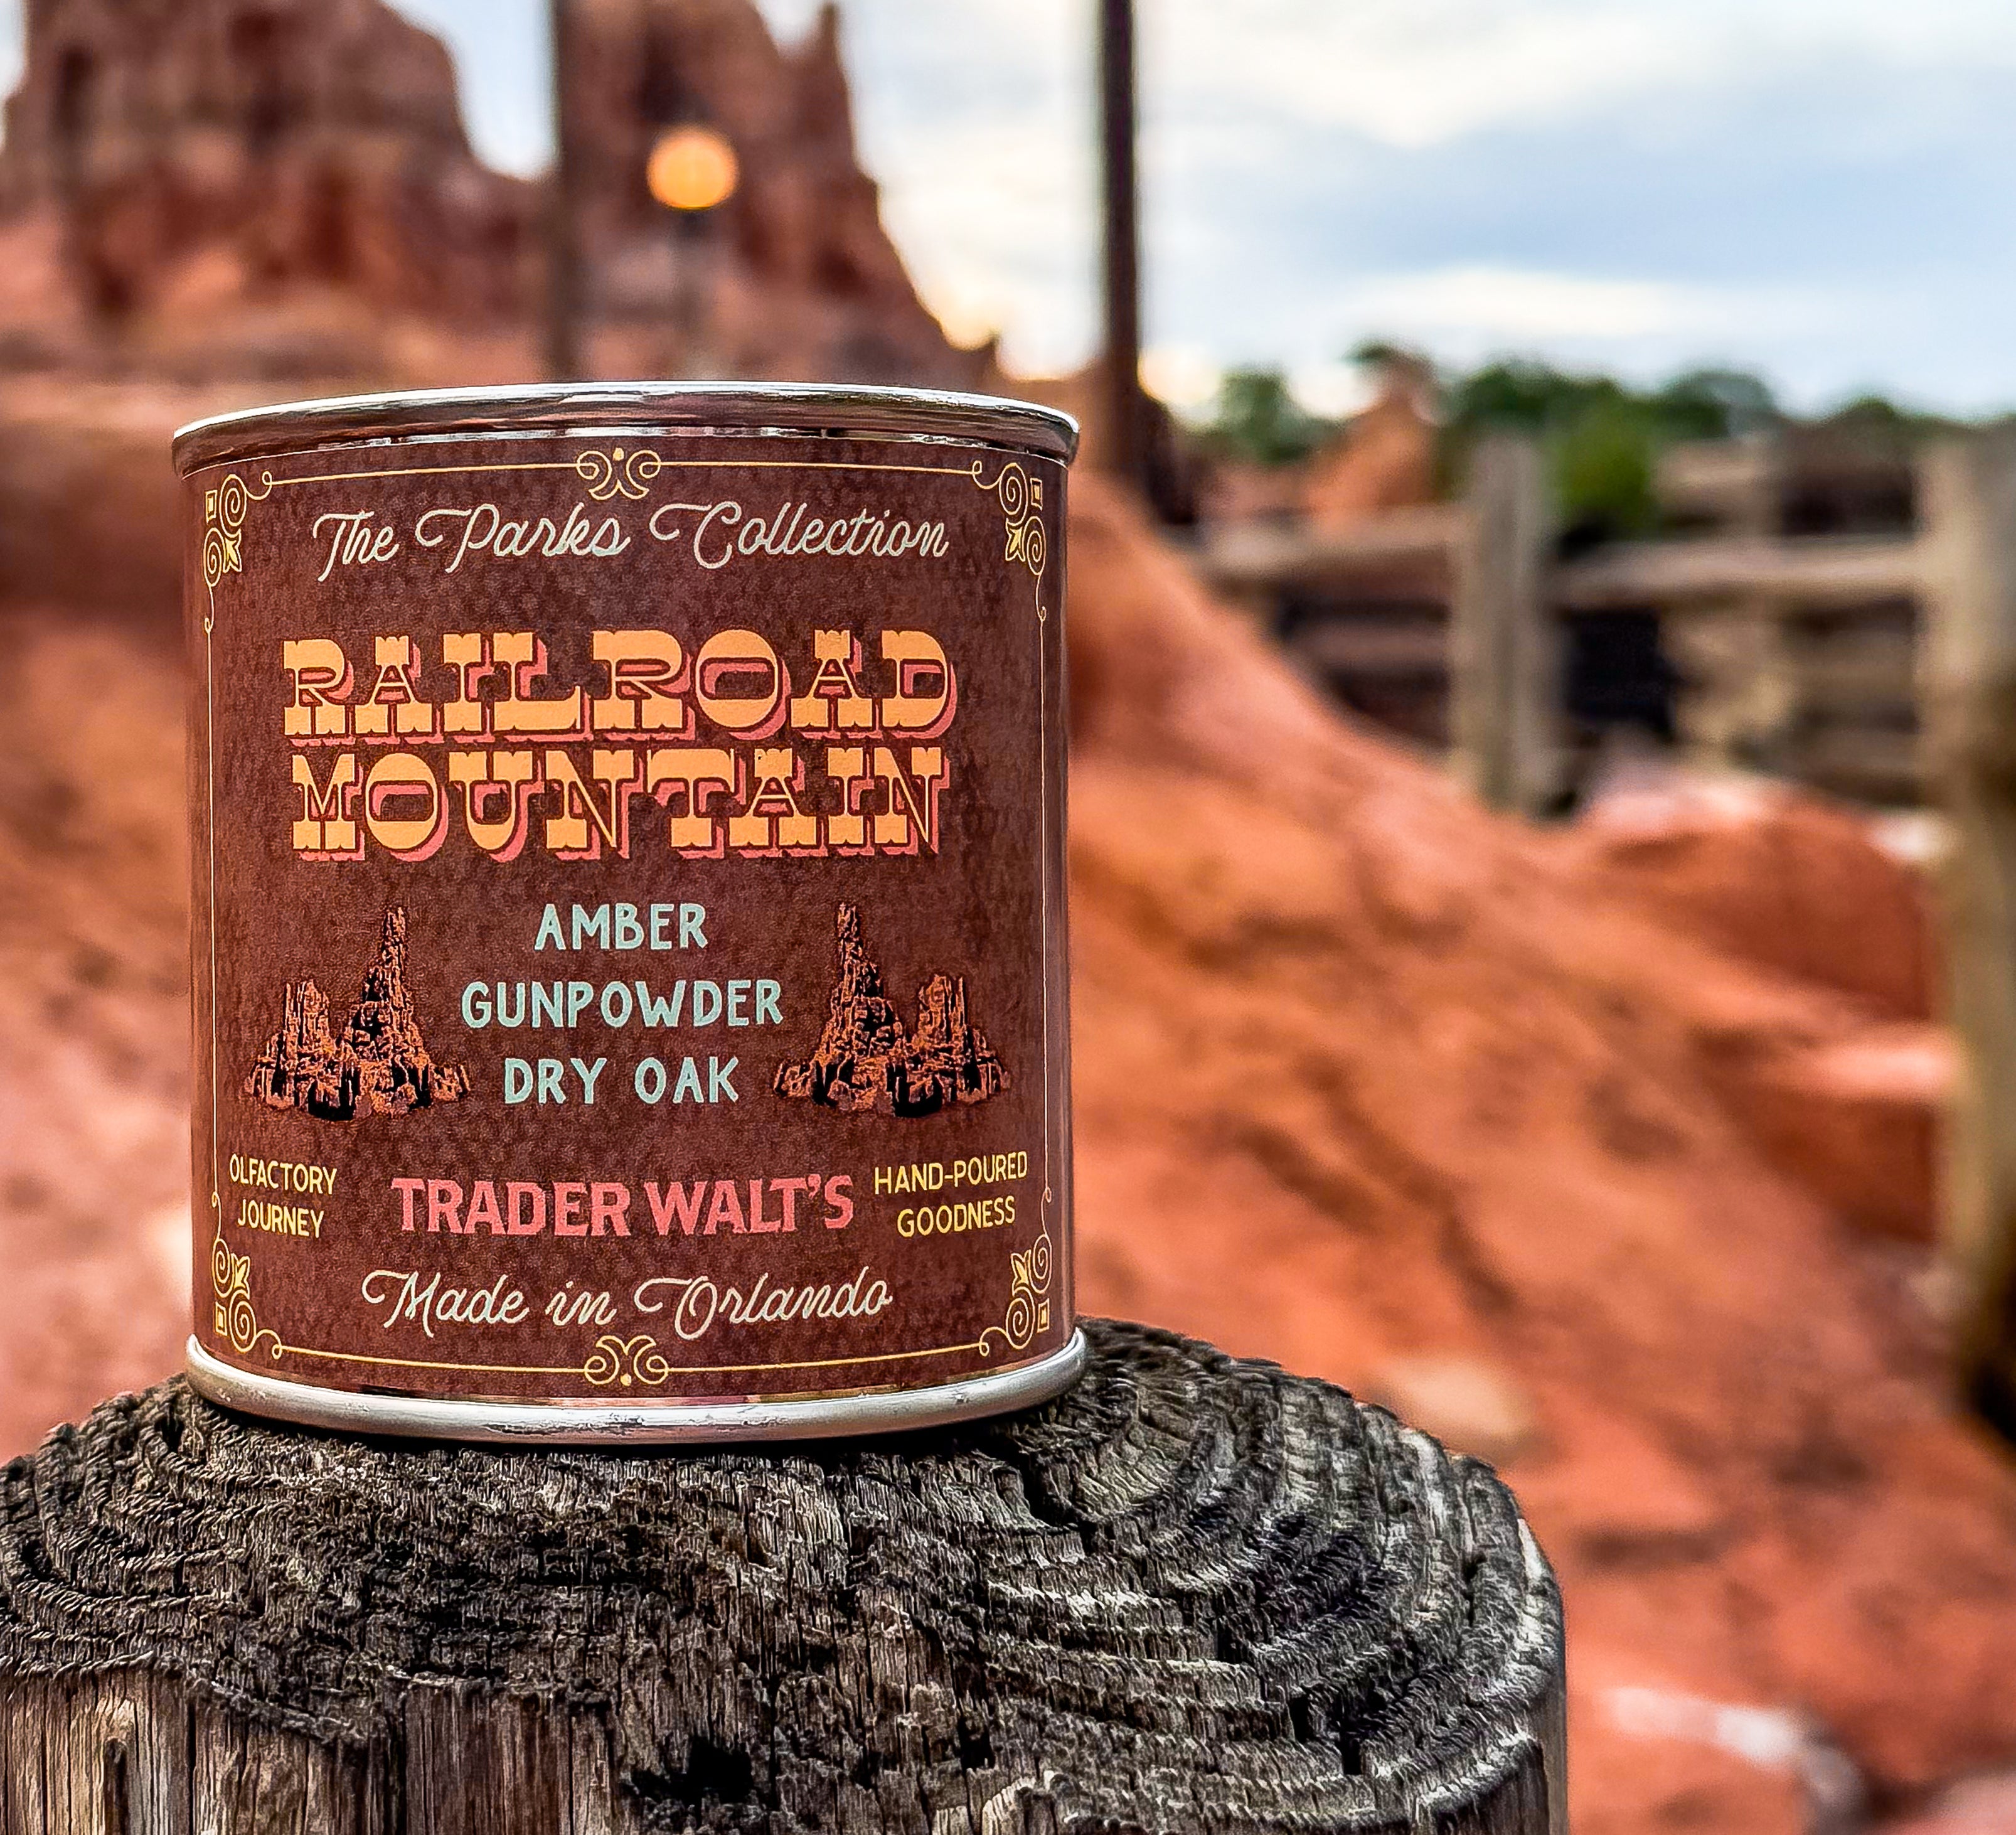 The Parks Collection
RAILROAD
MOUNTAIN
AMBER
GUNPOWDER
DRY OAK
OLFACTORY
JOURNEY
TRADER WALT'S
HAND-POURED
GOODNESS
Made in Orlando